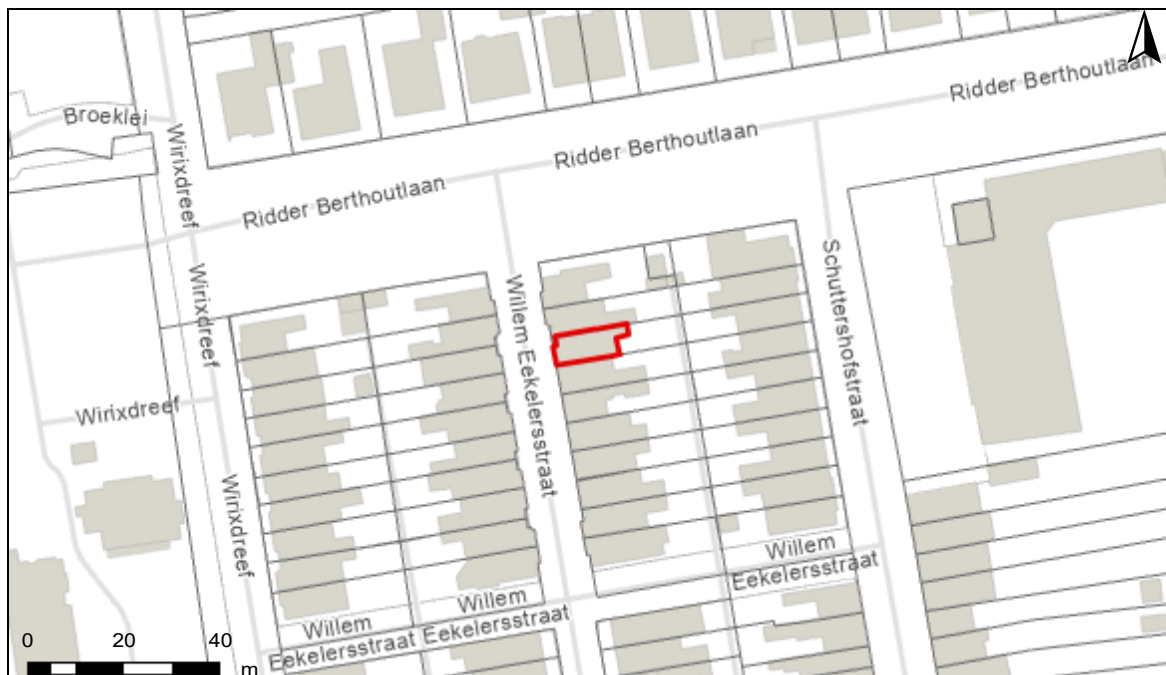 Ridder Berthoutlaan
Broeklei
Wirixdreef
Ridder Berthoutlaan
Ridder Berthoutlaan
Wirixdreef
Willem Eekelersstraat
Schuttershofstraat
Wirixdreef
Wirixdreef
Willem
Eekelersstraat
Willem
Willem
Eekelersstraat Eekelersstraat
0 20 40
m